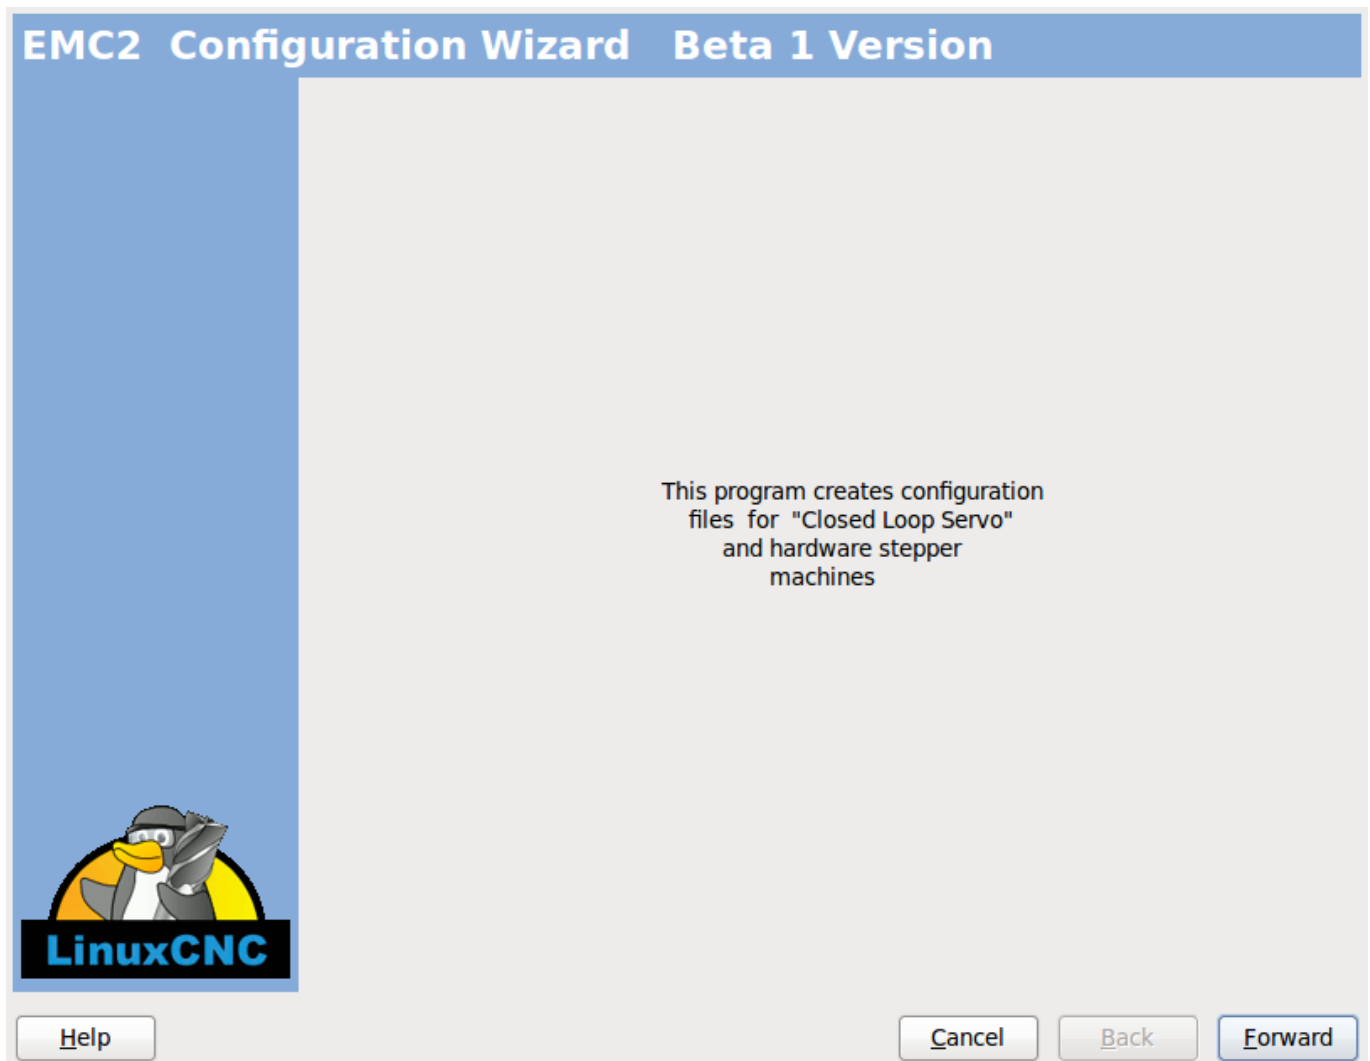 EMC2 Configuration Wizard Beta 1 Version
This program creates configuration
files for "Closed Loop Servo"
and hardware stepper
machines
LinuxCNC
Help
Cancel
Back
Forward